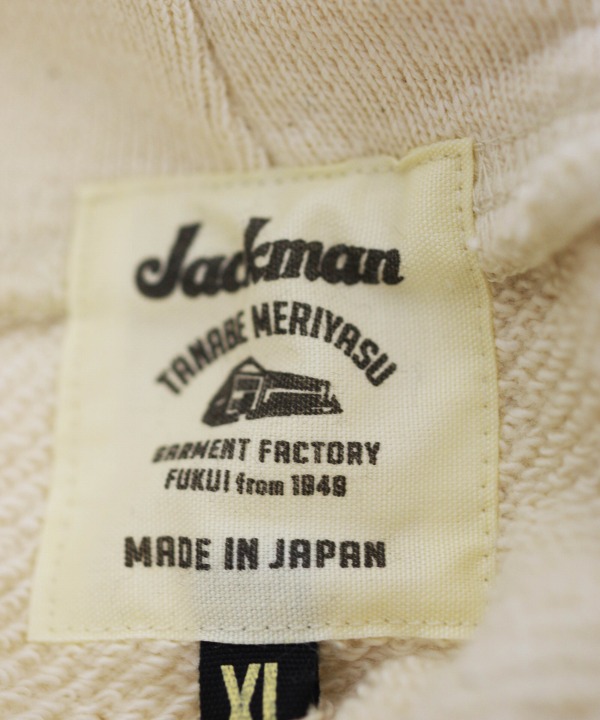 Jackman
TANABE MERIYASU
GARMENT FACTORY
FUKUI from 1949
MADE IN JAPAN
XL